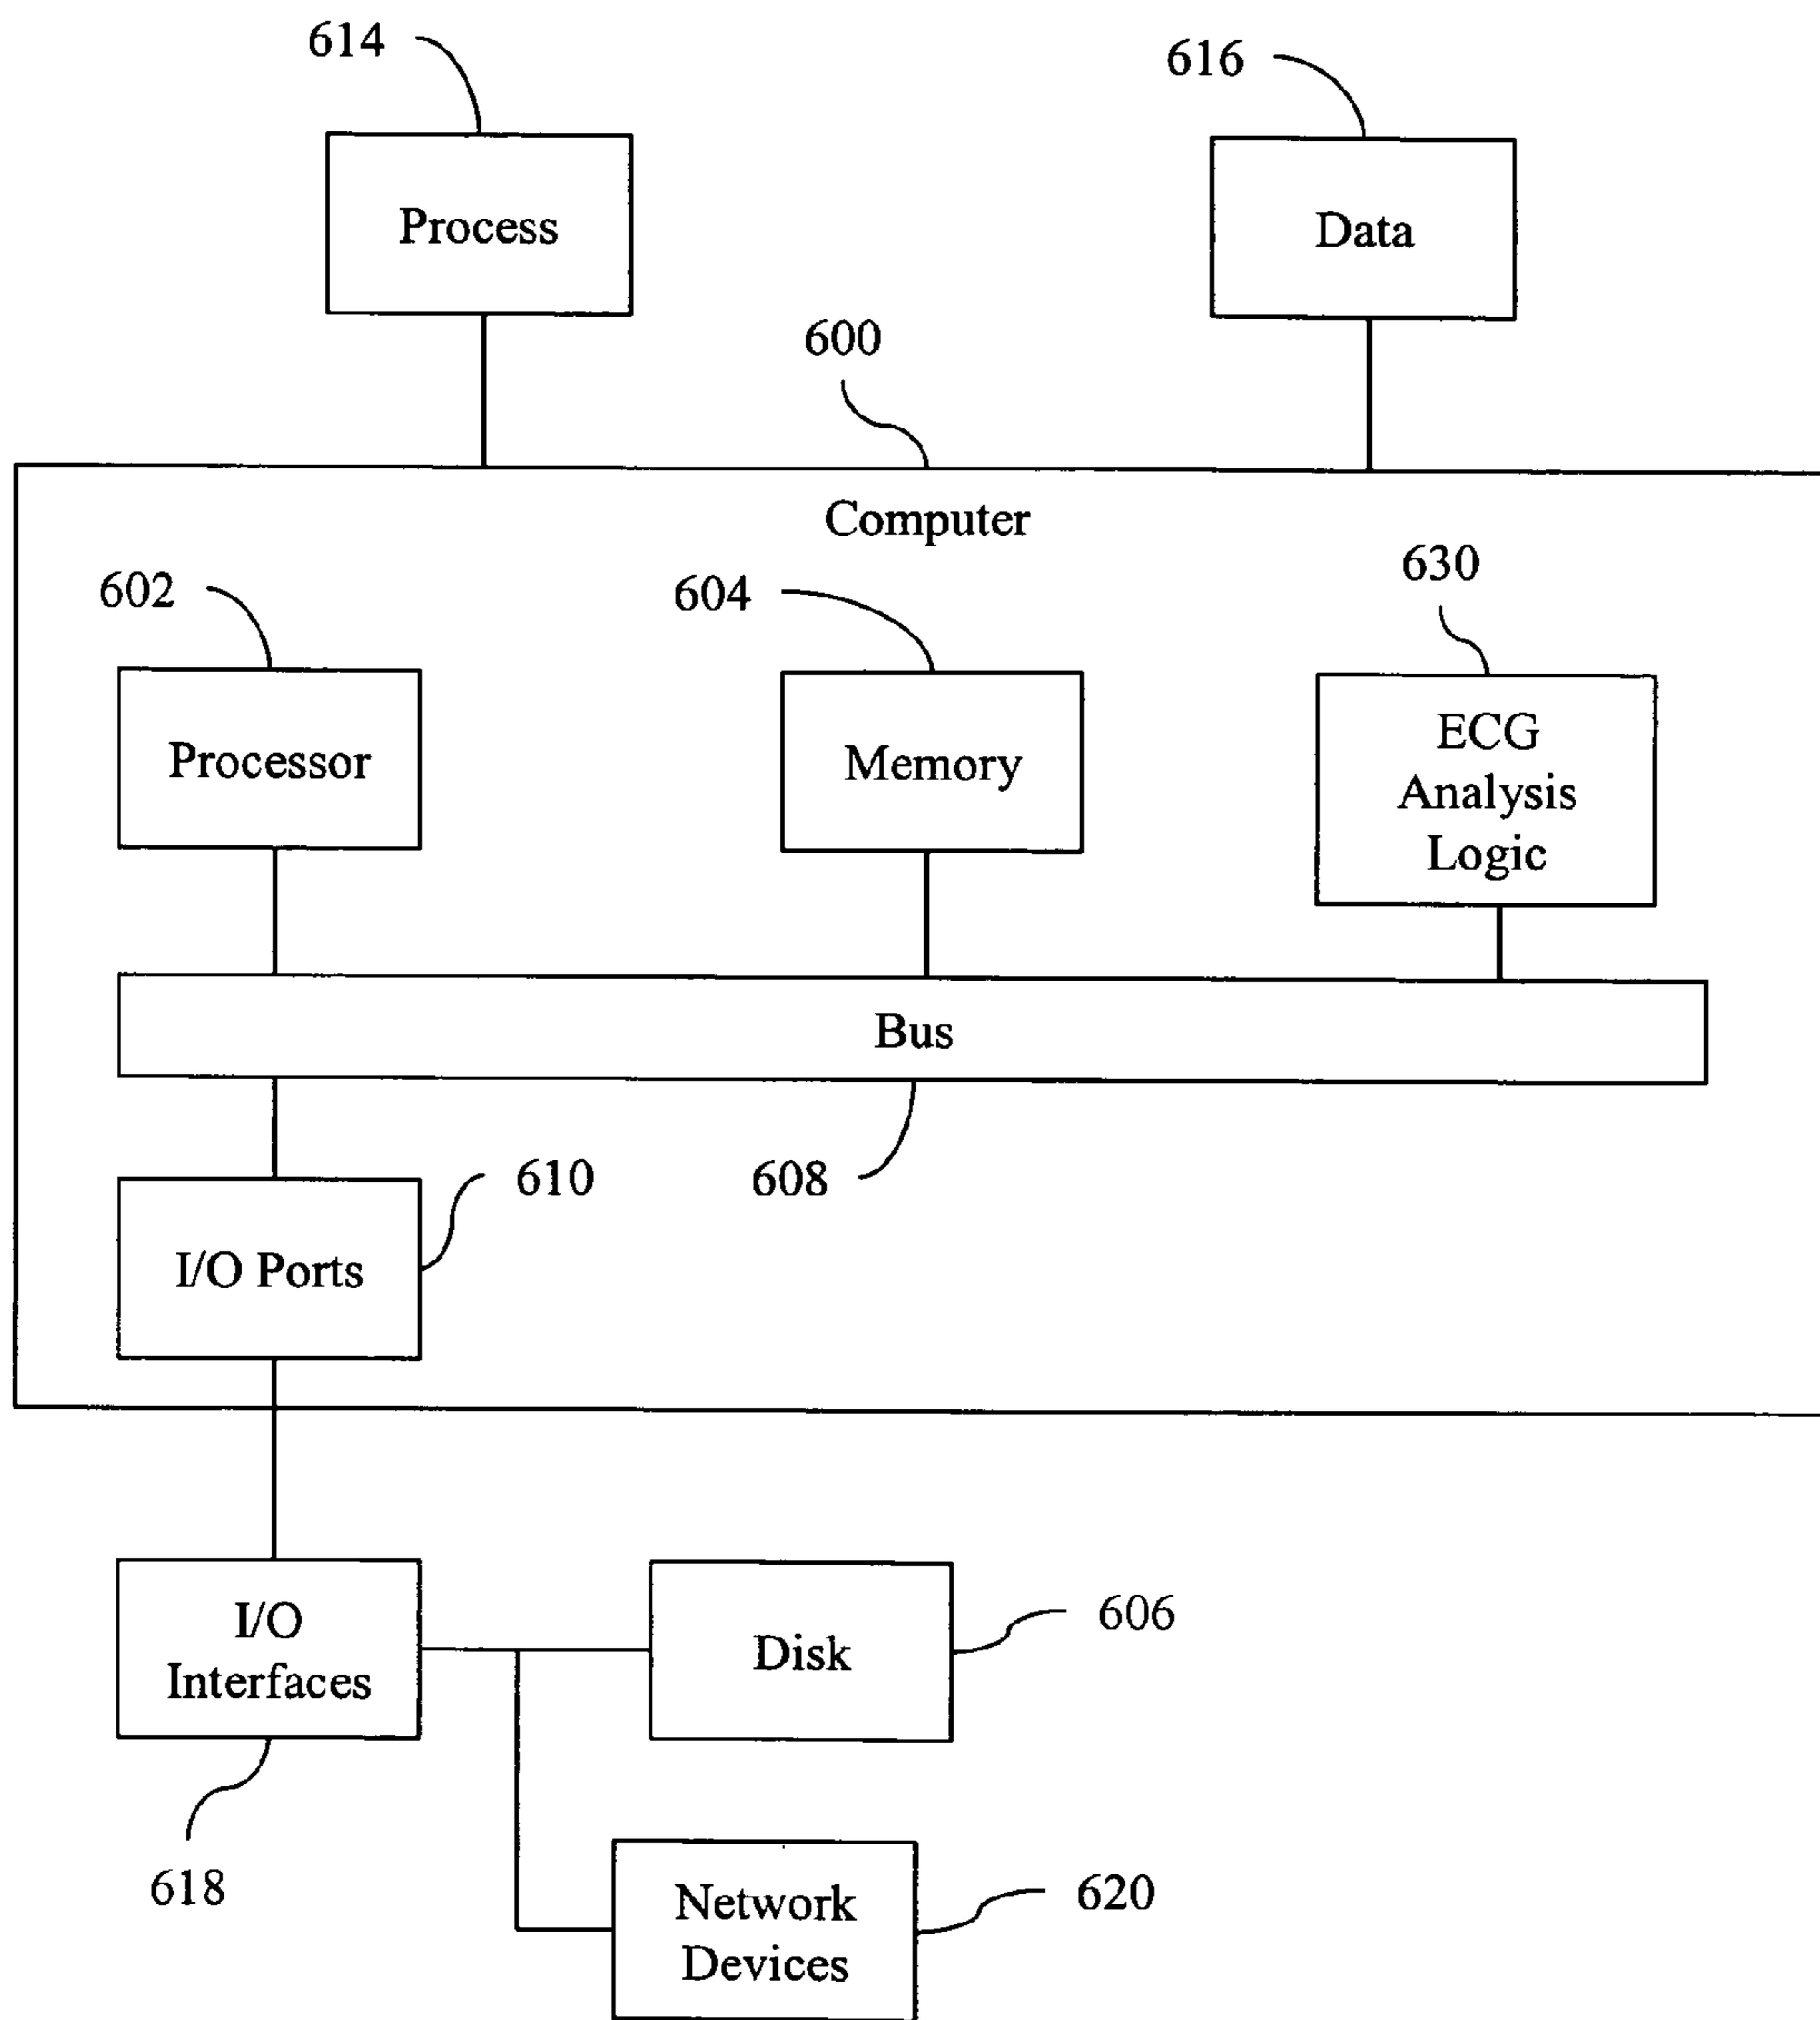 614
616
Process
Data
600
Computer
602
604
630
Processor
Memory
ECG
Analysis
Logic
Bus
610
608
I/O Ports
I/O
Interfaces
Disk
606
618
Network
Devices
620